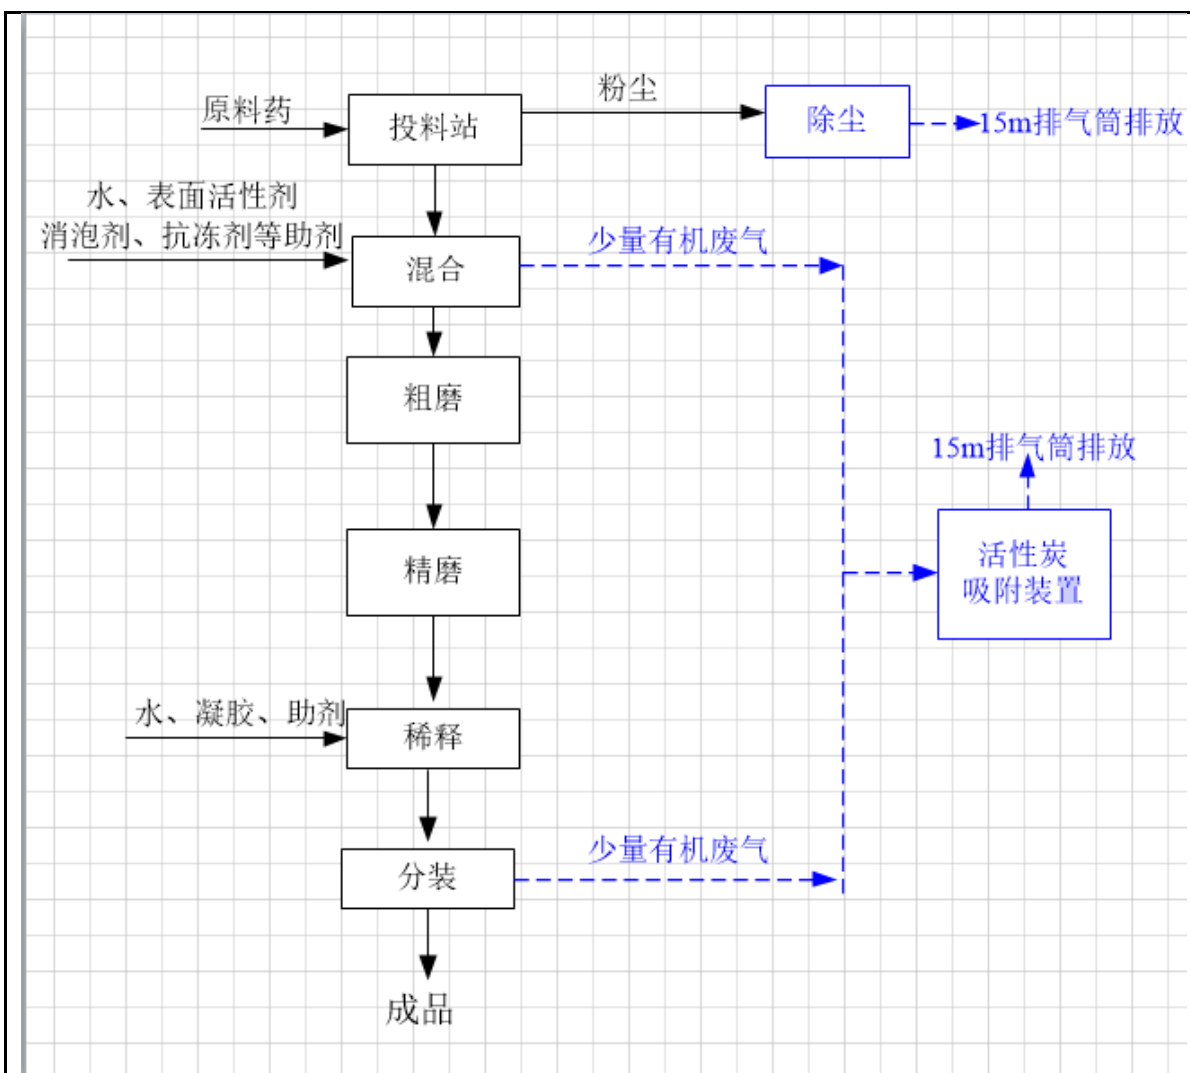 原料药
投料站
粉尘
除尘
15m排气筒排放
水、表面活性剂
消泡剂、抗冻剂等助剂
混合
少量有机废气
粗磨
15m排气筒排放
精磨
活性炭
吸附装置
水、凝胶、助剂
稀释
分装
少量有机废气
成品